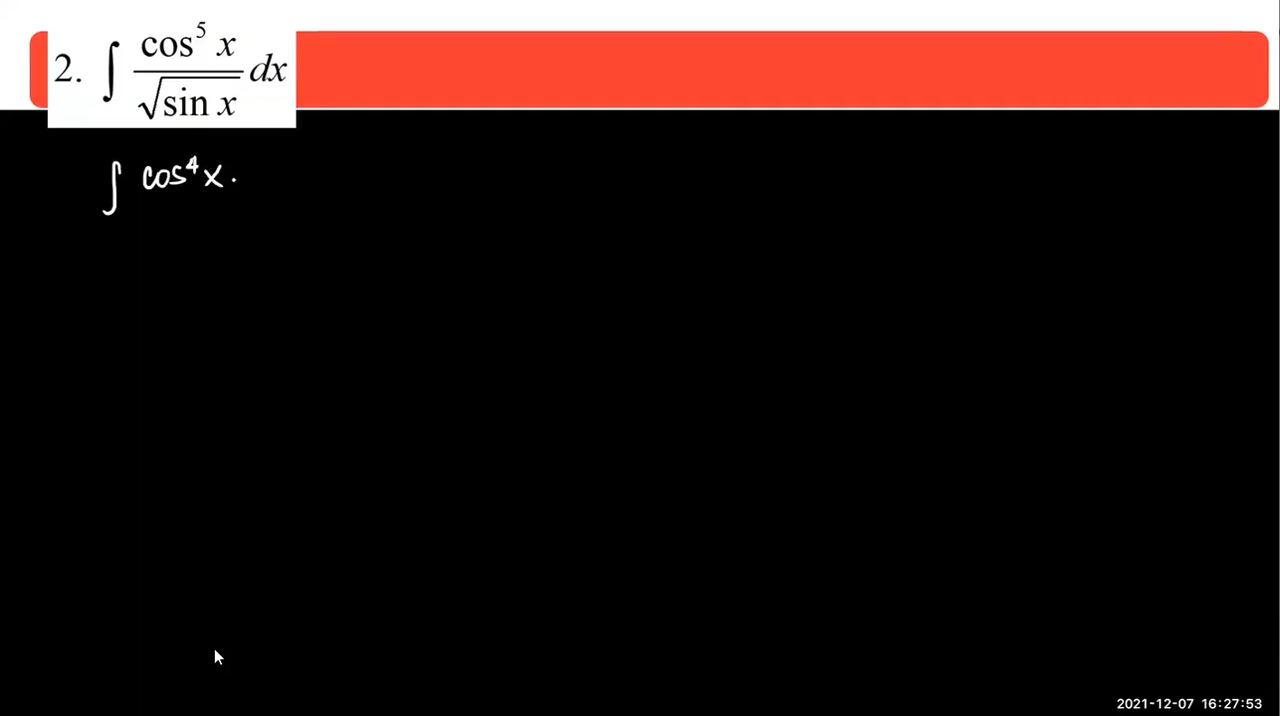 2. ∫ cos⁵ x / √sin x dx
∫ cos⁴x ·
2021-12-07 16:27:53